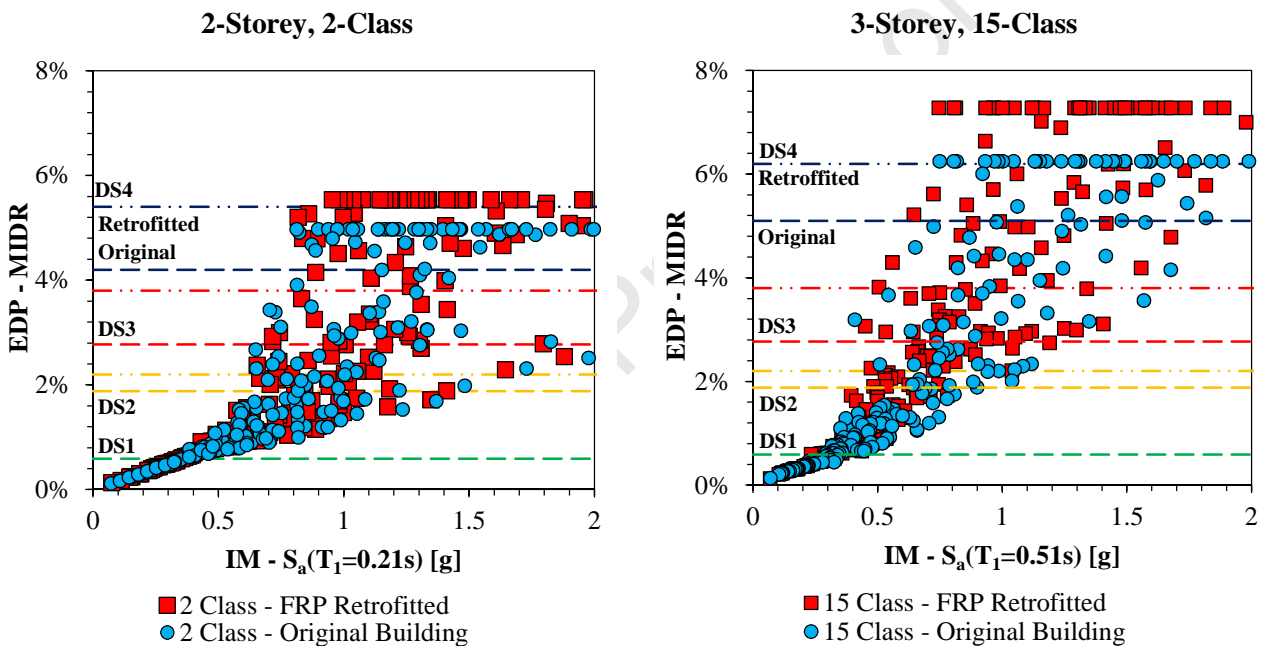 2-Storey, 2-Class
8%
6%
4%
2%
0%
EDP - MIDR
DS4
Retrofitted
Original
DS3
DS2
DS1
0
0.5
1
1.5
2
IM - Sa(T1=0.21s) [g]
2 Class - FRP Retrofitted
2 Class - Original Building
3-Storey, 15-Class
8%
6%
4%
2%
0%
EDP - MIDR
DS4
Retroffited
Original
DS3
DS2
DS1
0
0.5
1
1.5
2
IM - Sa(T1=0.51s) [g]
15 Class - FRP Retrofitted
15 Class - Original Building